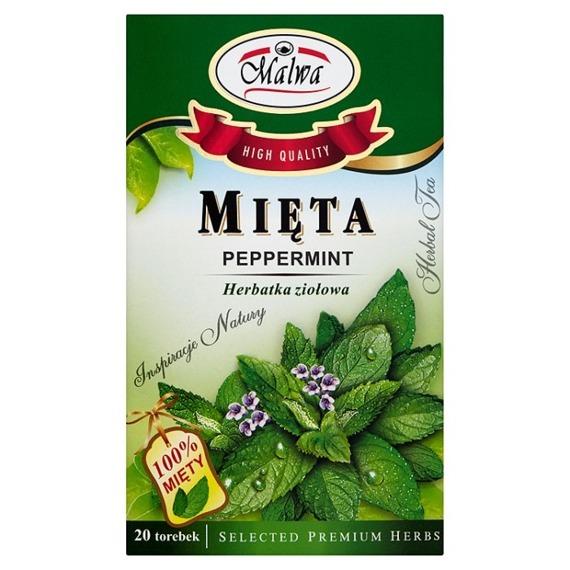 Malwa
HIGH QUALITY
MIĘTA
PEPPERMINT
Herbatka ziołowa
Herbal Tea
Inspiracje Natury
100%
MIĘTY
20 torebek
SELECTED PREMIUM HERBS